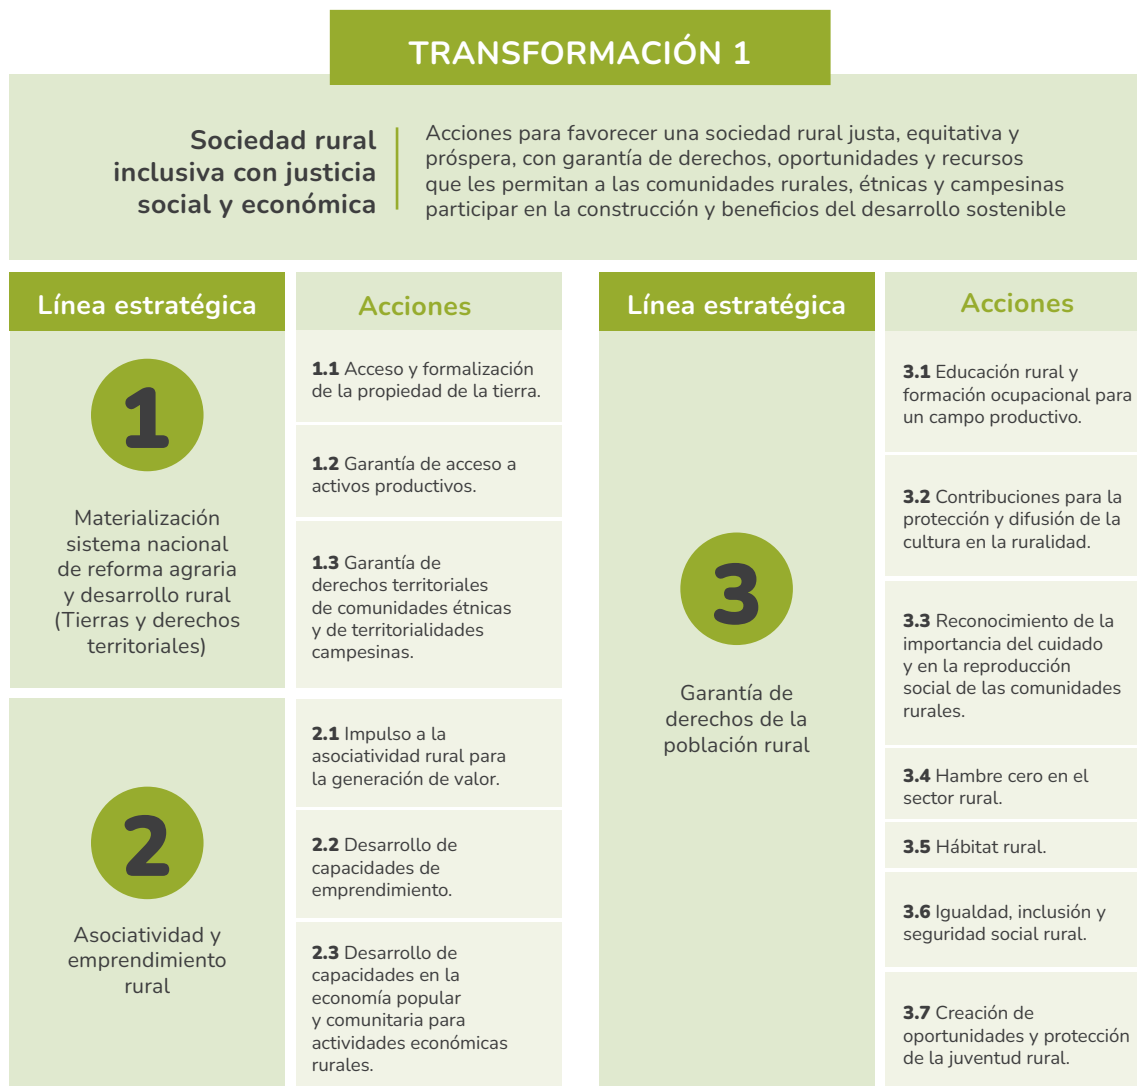 TRANSFORMACIÓN 1
Sociedad rural
inclusiva con justicia
social y económica
Acciones para favorecer una sociedad rural justa, equitativa y
próspera, con garantía de derechos, oportunidades y recursos
que les permitan a las comunidades rurales, étnicas y campesinas
participar en la construcción y beneficios del desarrollo sostenible
Línea estratégica
Acciones
1
Materialización
sistema nacional
de reforma agraria
y desarrollo rural
(Tierras y derechos
territoriales)
1.1 Acceso y formalización
de la propiedad de la tierra.
1.2 Garantía de acceso a
activos productivos.
1.3 Garantía de
derechos territoriales
de comunidades étnicas
y de territorialidades
campesinas.
2
Asociatividad y
emprendimiento
rural
2.1 Impulso a la
asociatividad rural para
la generación de valor.
2.2 Desarrollo de
capacidades de
emprendimiento.
2.3 Desarrollo de
capacidades en la
economía popular
y comunitaria para
actividades económicas
rurales.
Línea estratégica
Acciones
3
Garantía de
derechos de la
población rural
3.1 Educación rural y
formación ocupacional para
un campo productivo.
3.2 Contribuciones para la
protección y difusión de la
cultura en la ruralidad.
3.3 Reconocimiento de la
importancia del cuidado
y en la reproducción
social de las comunidades
rurales.
3.4 Hambre cero en el
sector rural.
3.5 Hábitat rural.
3.6 Igualdad, inclusión y
seguridad social rural.
3.7 Creación de
oportunidades y protección
de la juventud rural.